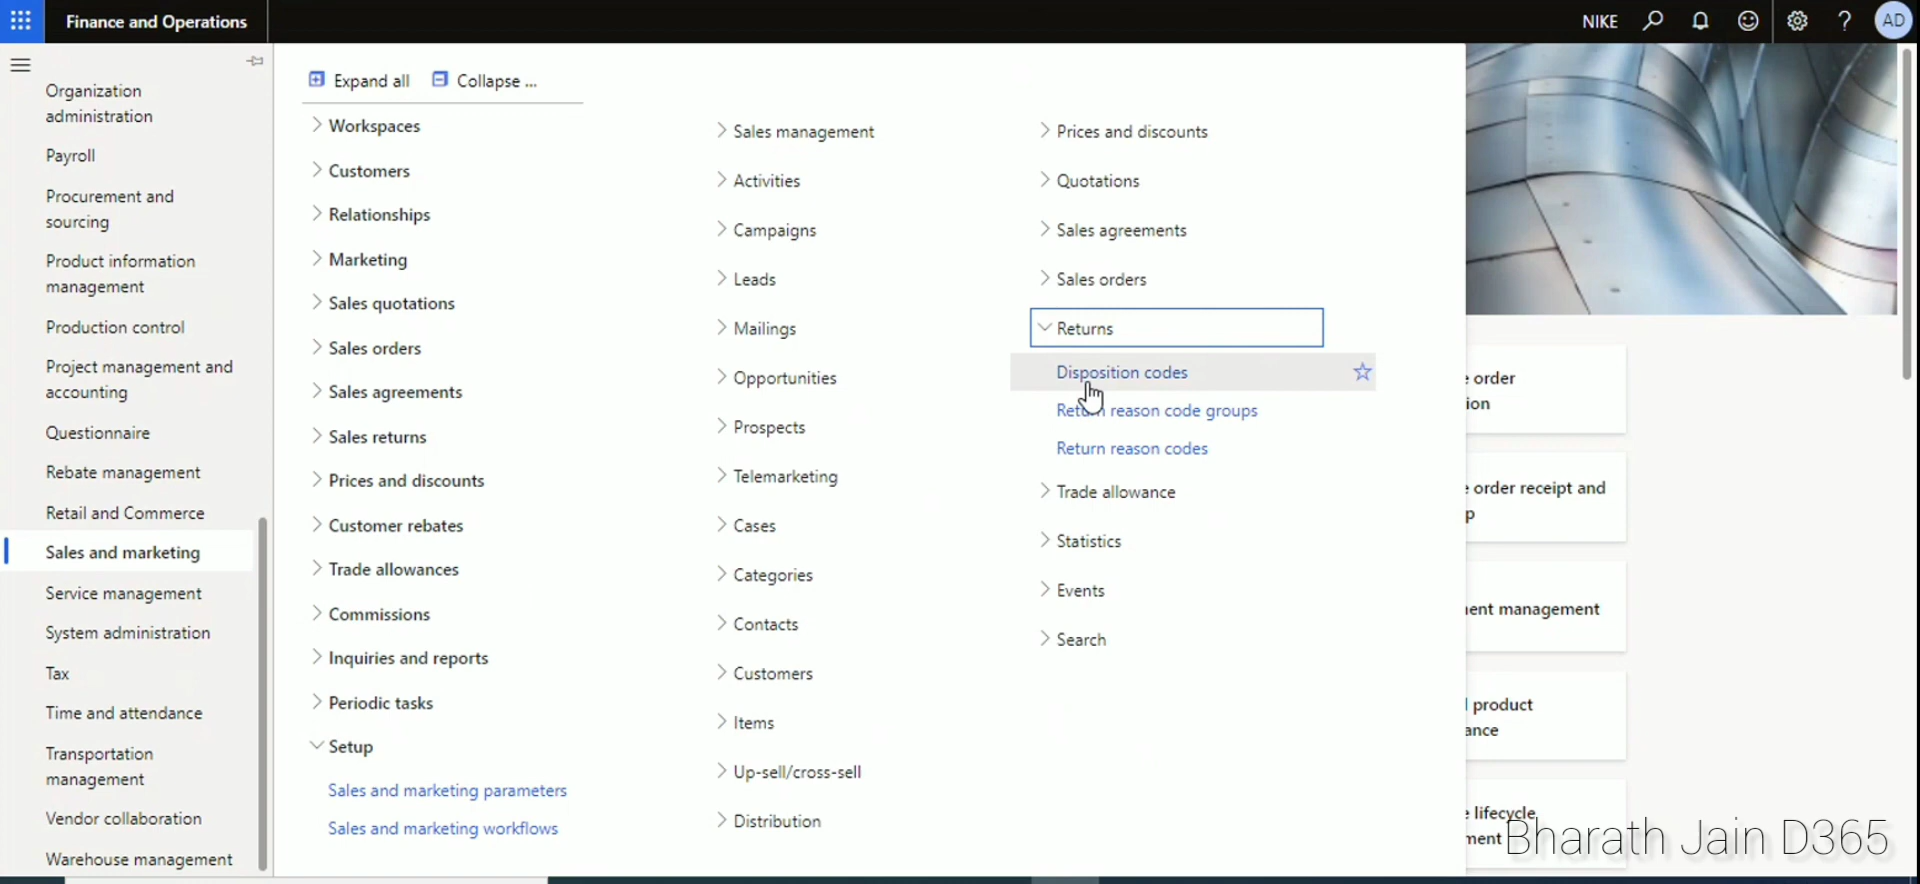 Finance and Operations
NIKE
AD
Organization
administration
Payroll
Procurement and
sourcing
Product information
management
Production control
Project management and
accounting
Questionnaire
Rebate management
Retail and Commerce
Sales and marketing
Service management
System administration
Tax
Time and attendance
Transportation
management
Vendor collaboration
Warehouse management
Expand all
Collapse ...
Workspaces
Customers
Relationships
Marketing
Sales quotations
Sales orders
Sales agreements
Sales returns
Prices and discounts
Customer rebates
Trade allowances
Commissions
Inquiries and reports
Periodic tasks
Setup
Sales and marketing parameters
Sales and marketing workflows
Sales management
Activities
Campaigns
Leads
Mailings
Opportunities
Prospects
Telemarketing
Cases
Categories
Contacts
Customers
Items
Up-sell/cross-sell
Distribution
Prices and discounts
Quotations
Sales agreements
Sales orders
Returns
Disposition codes
Return reason code groups
Return reason codes
Trade allowance
Statistics
Events
Search
order
order receipt and
management
product
lifecycle
Bharath Jain D365